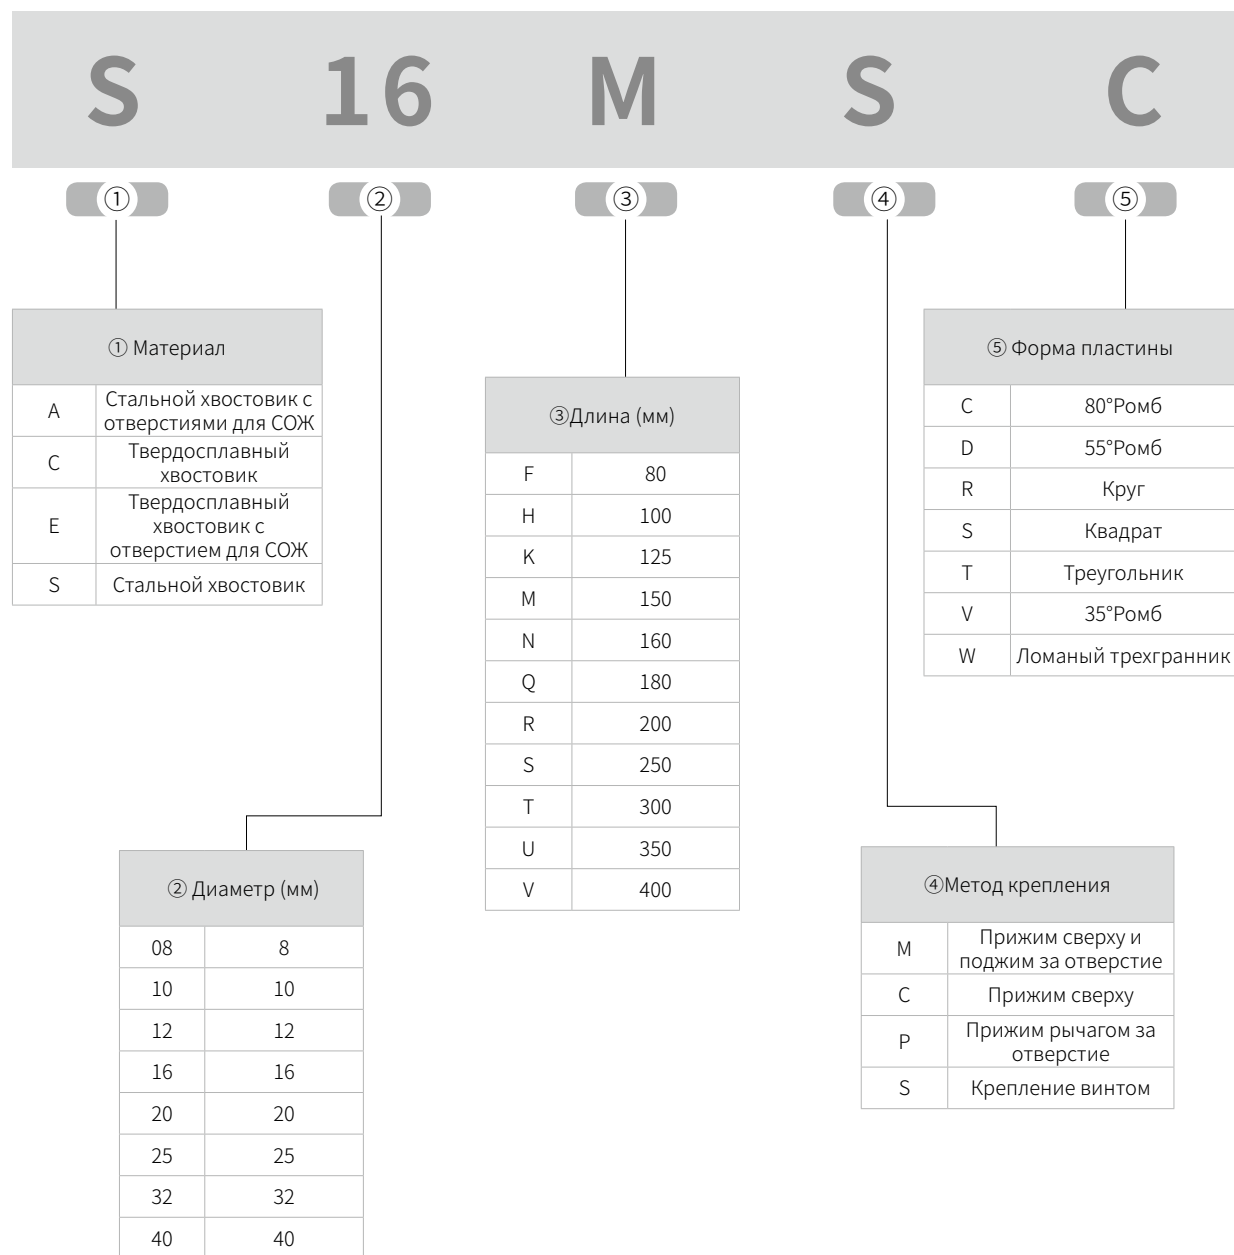 S 16 M S C
① ② ③ ④ ⑤
① Материал
A Стальной хвостовик с
отверстиями для СОЖ
C Твердосплавный
хвостовик
E Твердосплавный
хвостовик с
отверстием для СОЖ
S Стальной хвостовик
② Диаметр (мм)
08 8
10 10
12 12
16 16
20 20
25 25
32 32
40 40
③Длина (мм)
F 80
H 100
K 125
M 150
N 160
Q 180
R 200
S 250
T 300
U 350
V 400
④Метод крепления
M Прижим сверху и
поджим за отверстие
C Прижим сверху
P Прижим рычагом за
отверстие
S Крепление винтом
⑤ Форма пластины
C 80°Ромб
D 55°Ромб
R Круг
S Квадрат
T Треугольник
V 35°Ромб
W Ломаный трехгранник